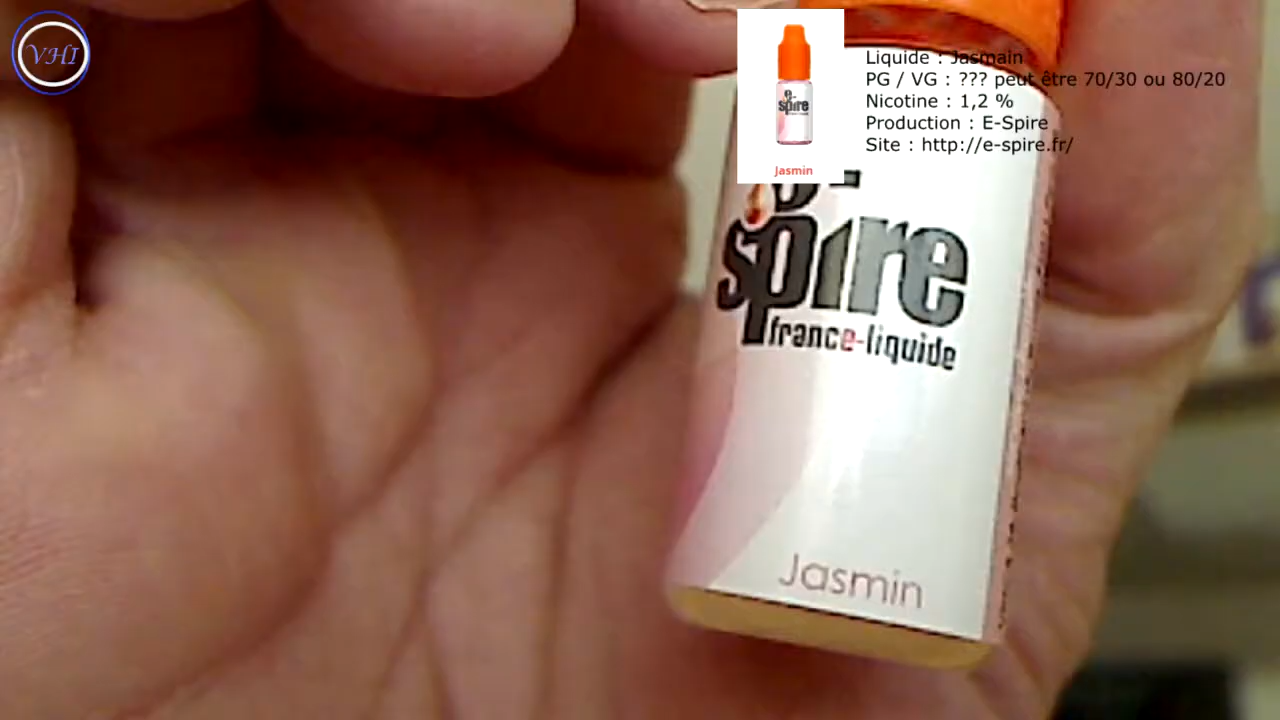 VHI
e-
spire
Jasmin
Liquide : Jasmain
PG / VG : ??? peut être 70/30 ou 80/20
Nicotine : 1,2 %
Production : E-Spire
Site : http://e-spire.fr/
e-
spire
france-liquide
Jasmin